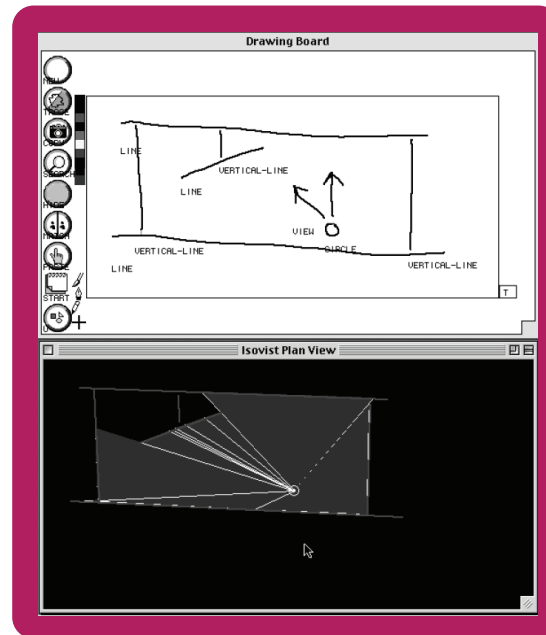 Drawing Board
NEW
TRACE
COPY
SEARCH
HIDE
MATCH
PASTE
START
U
LINE
VERTICAL-LINE
LINE
VIEW
CIRCLE
VERTICAL-LINE
VERTICAL-LINE
LINE
T
Isovist Plan View